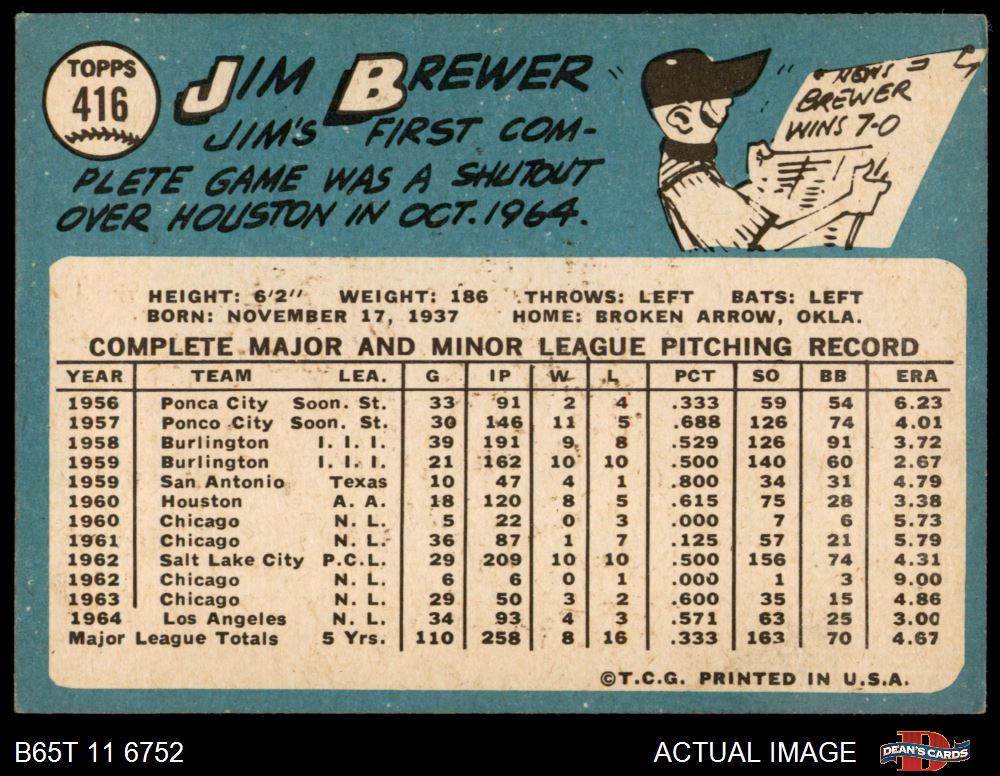 TOPPS
416
JIM BREWER
JIM'S FIRST COM-
PLETE GAME WAS A SHUTOUT
OVER HOUSTON IN OCT. 1964.
NEWS
BREWER
WINS 7-0
HEIGHT: 6'2" WEIGHT: 186 THROWS: LEFT BATS: LEFT
BORN: NOVEMBER 17, 1937 HOME: BROKEN ARROW, OKLA.
COMPLETE MAJOR AND MINOR LEAGUE PITCHING RECORD
YEAR TEAM LEA. G IP W L PCT SO BB ERA
1956 Ponca City Soon. St. 33 91 2 4 .333 59 54 6.23
1957 Ponco City Soon. St. 30 146 11 5 .688 126 74 4.01
1958 Burlington I. I. I. 39 191 9 8 .529 126 91 3.72
1959 Burlington I. I. I. 21 162 10 10 .500 140 60 2.67
1959 San Antonio Texas 10 47 4 1 .800 34 31 4.79
1960 Houston A. A. 18 120 8 5 .615 75 28 3.38
1960 Chicago N. L. 5 22 0 3 .000 7 6 5.73
1961 Chicago N. L. 36 87 1 7 .125 57 21 5.79
1962 Salt Lake City P.C.L. 29 209 10 10 .500 156 74 4.31
1962 Chicago N. L. 6 6 0 1 .000 1 3 9.00
1963 Chicago N. L. 29 50 3 2 .600 35 15 4.86
1964 Los Angeles N. L. 34 93 4 3 .571 63 25 3.00
Major League Totals 5 Yrs. 110 258 8 16 .333 163 70 4.67
©T.C.G. PRINTED IN U.S.A.
B65T 11 6752 ACTUAL IMAGE DEAN'S CARDS